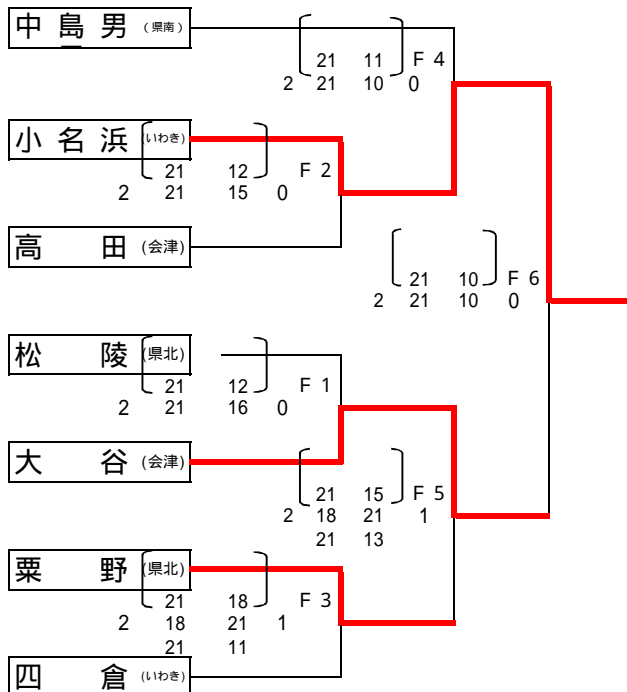 中島男 (県南)
21 11 F 4
2 21 10 0
小名浜 (いわき)
21 12 F 2
2 21 15 0
高田 (会津)
21 10 F 6
2 21 10 0
松陵 (県北)
21 12 F 1
2 21 16 0
大谷 (会津)
21 15 F 5
2 18 21 1
21 13
粟野 (県北)
21 18 F 3
2 18 21 1
21 11
四倉 (いわき)